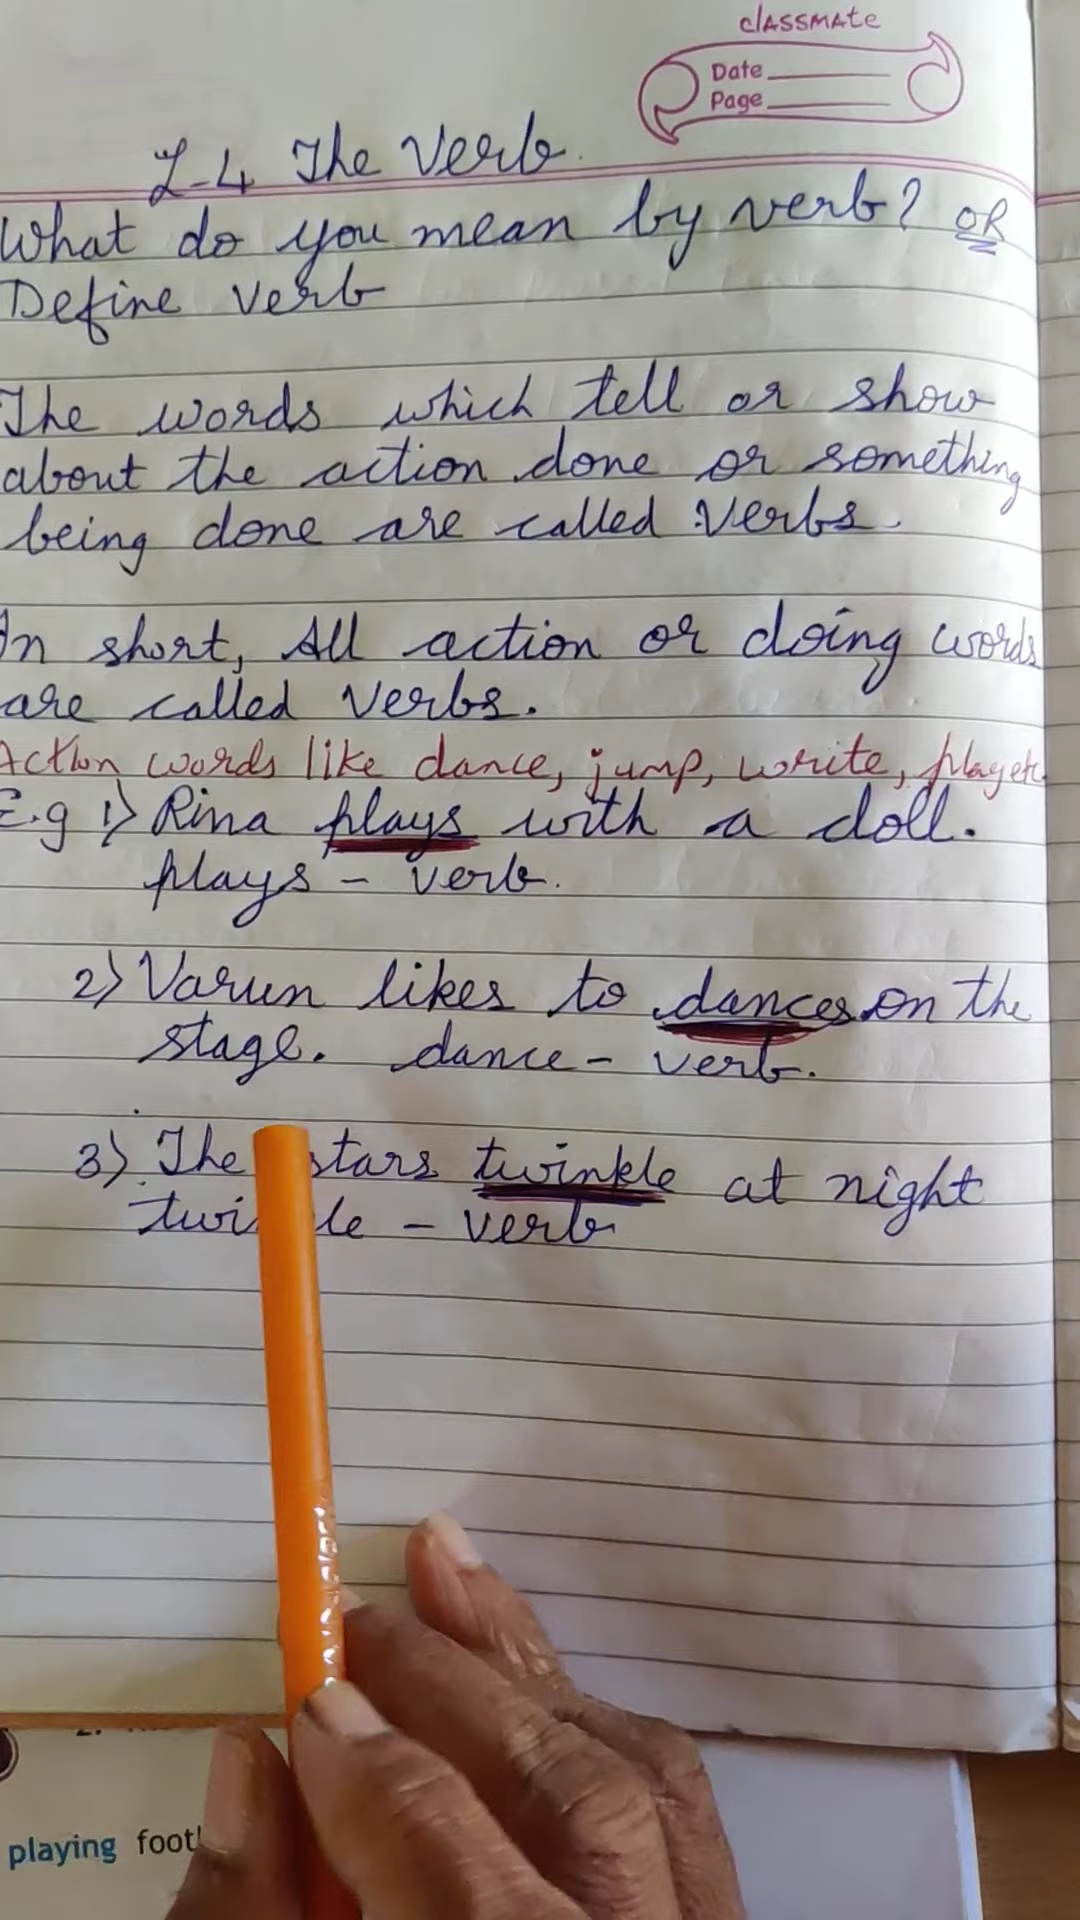 classmate
Date
Page
L-4 The Verb.
What do you mean by verb? OR
Define Verb
The words which tell or show
about the action done or something
being done are called Verbs.
In short, All action or doing words
are called Verbs.
Action words like dance, jump, write, play etc
E.g 1) Rina plays with a doll.
plays - verb.
2) Varun likes to dances on the
stage. dance - verb.
3) The stars twinkle at night
twinkle - verb
2.
playing